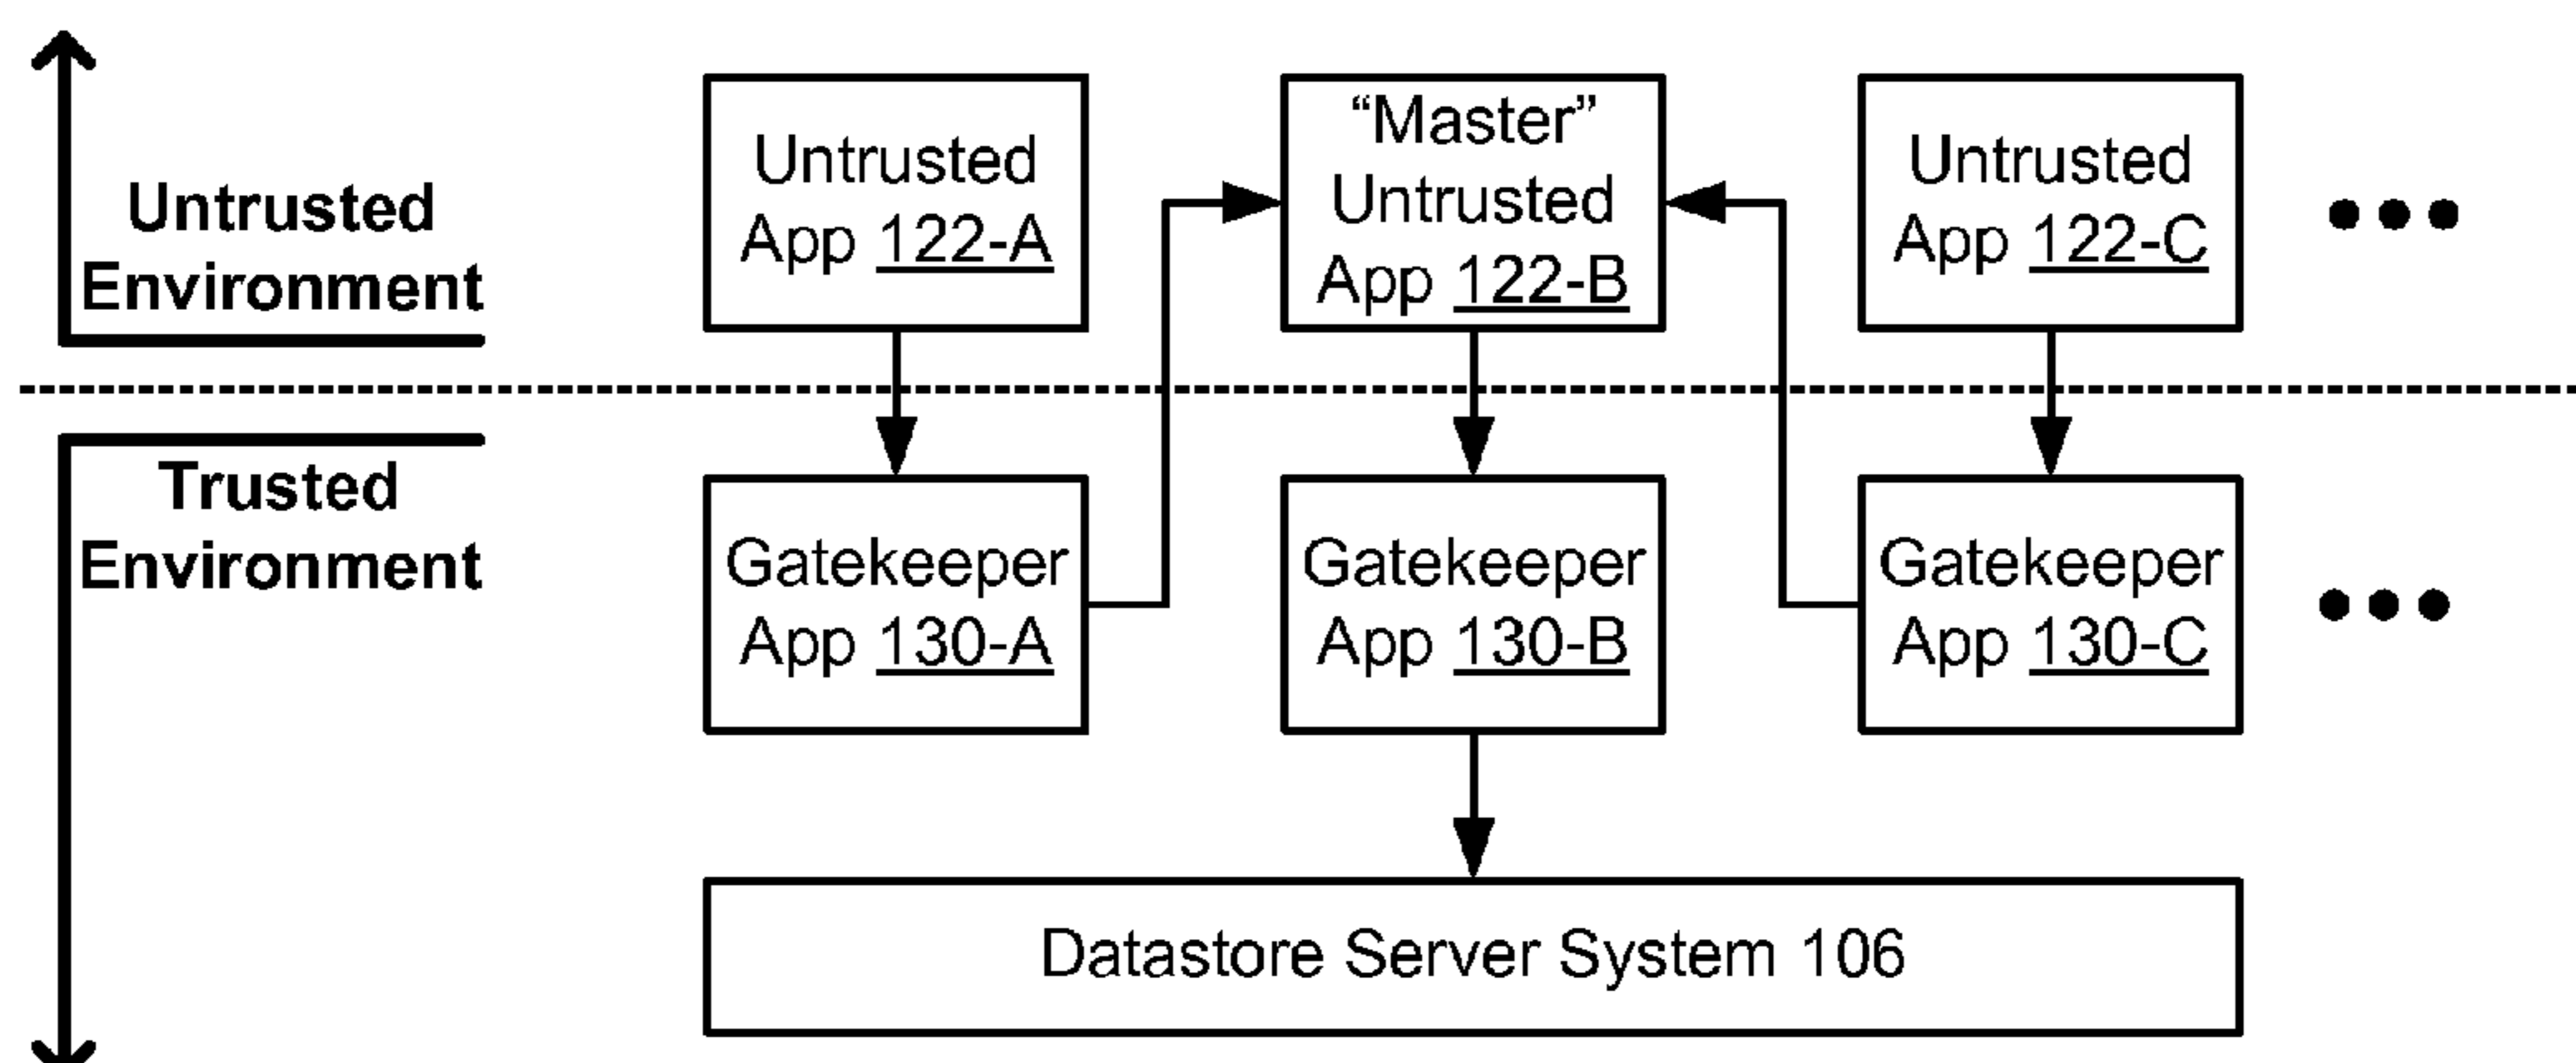 Untrusted
Environment
Untrusted
App 122-A
“Master”
Untrusted
App 122-B
Untrusted
App 122-C
Trusted
Environment
Gatekeeper
App 130-A
Gatekeeper
App 130-B
Gatekeeper
App 130-C
Datastore Server System 106